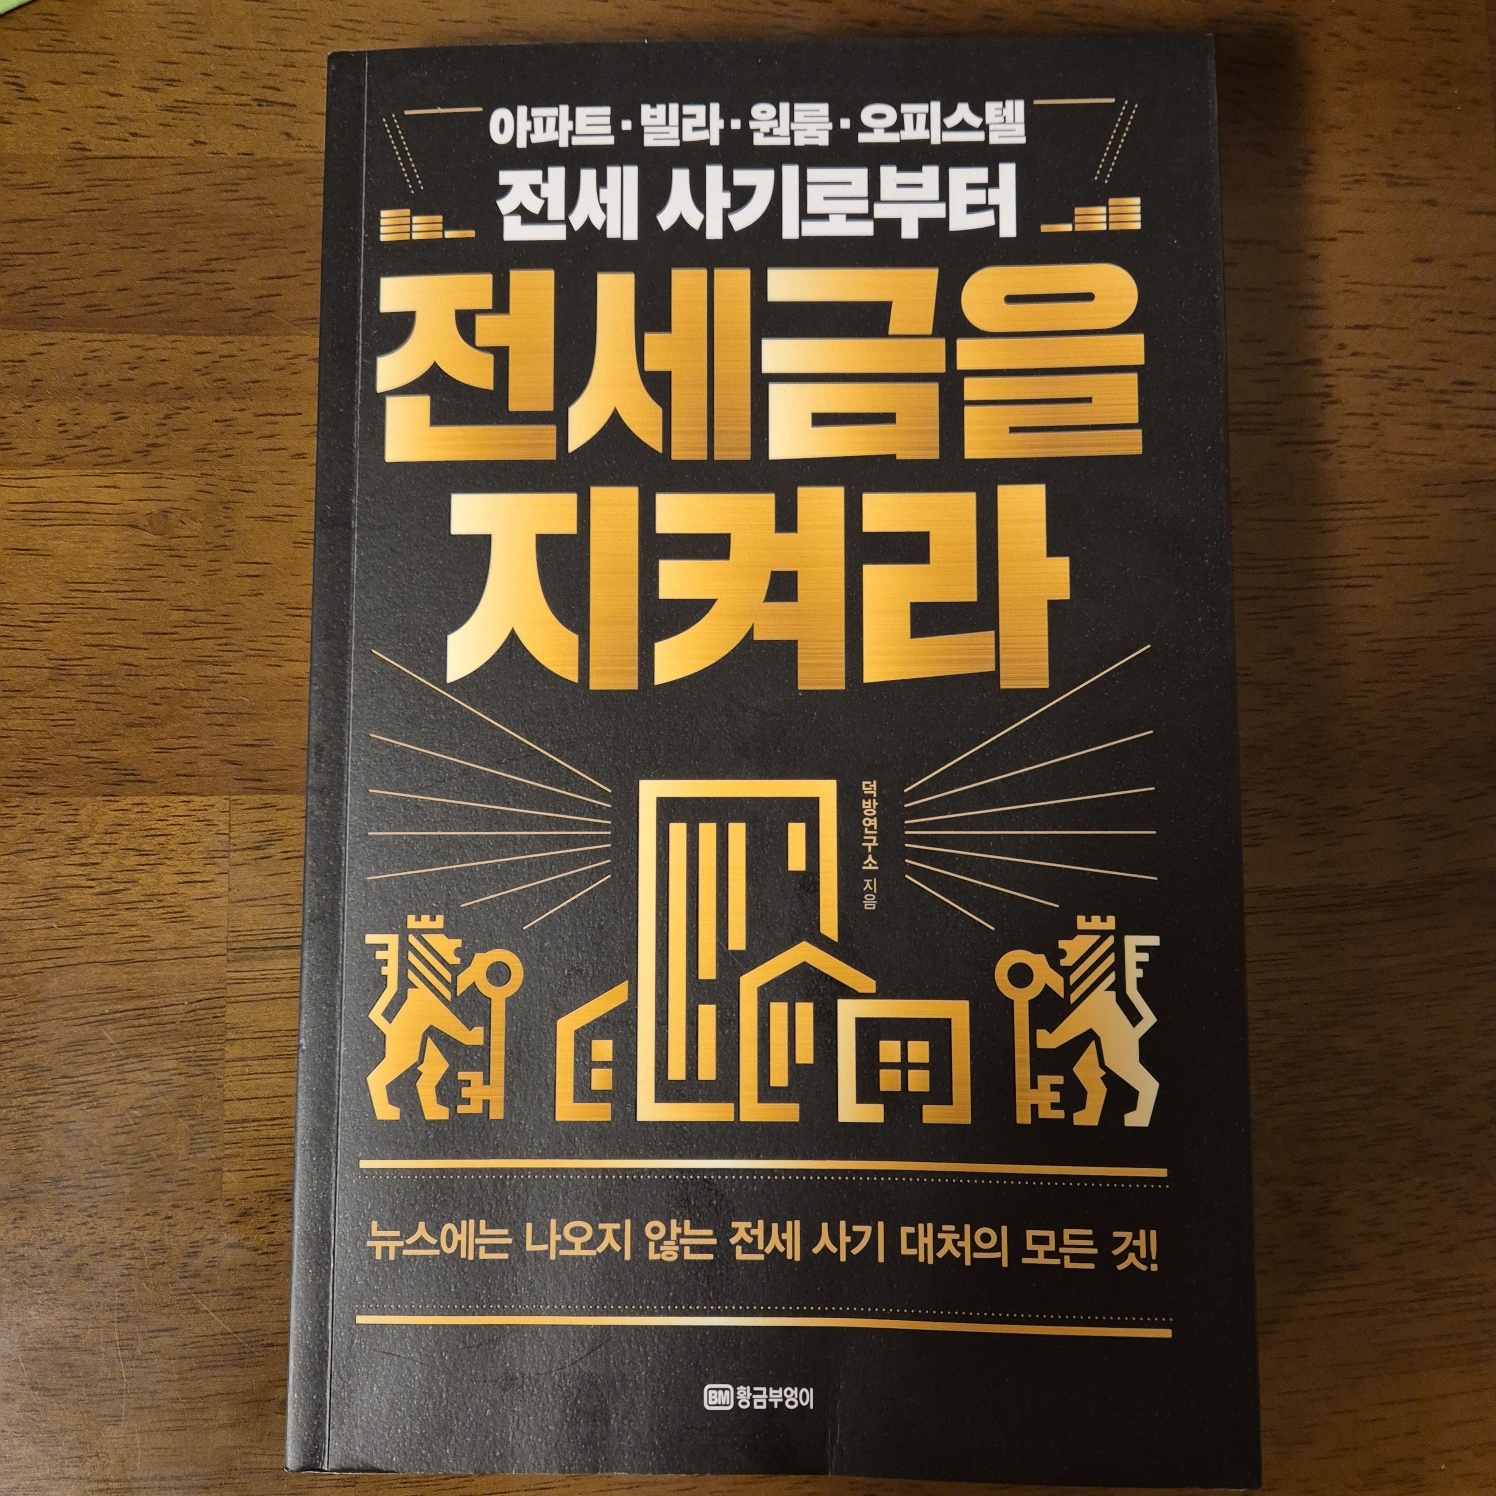 아파트·빌라·원룸·오피스텔
전세 사기로부터
전세금을
지켜라
덕방연구소 지음
뉴스에는 나오지 않는 전세 사기 대처의 모든 것!
BM 황금부엉이